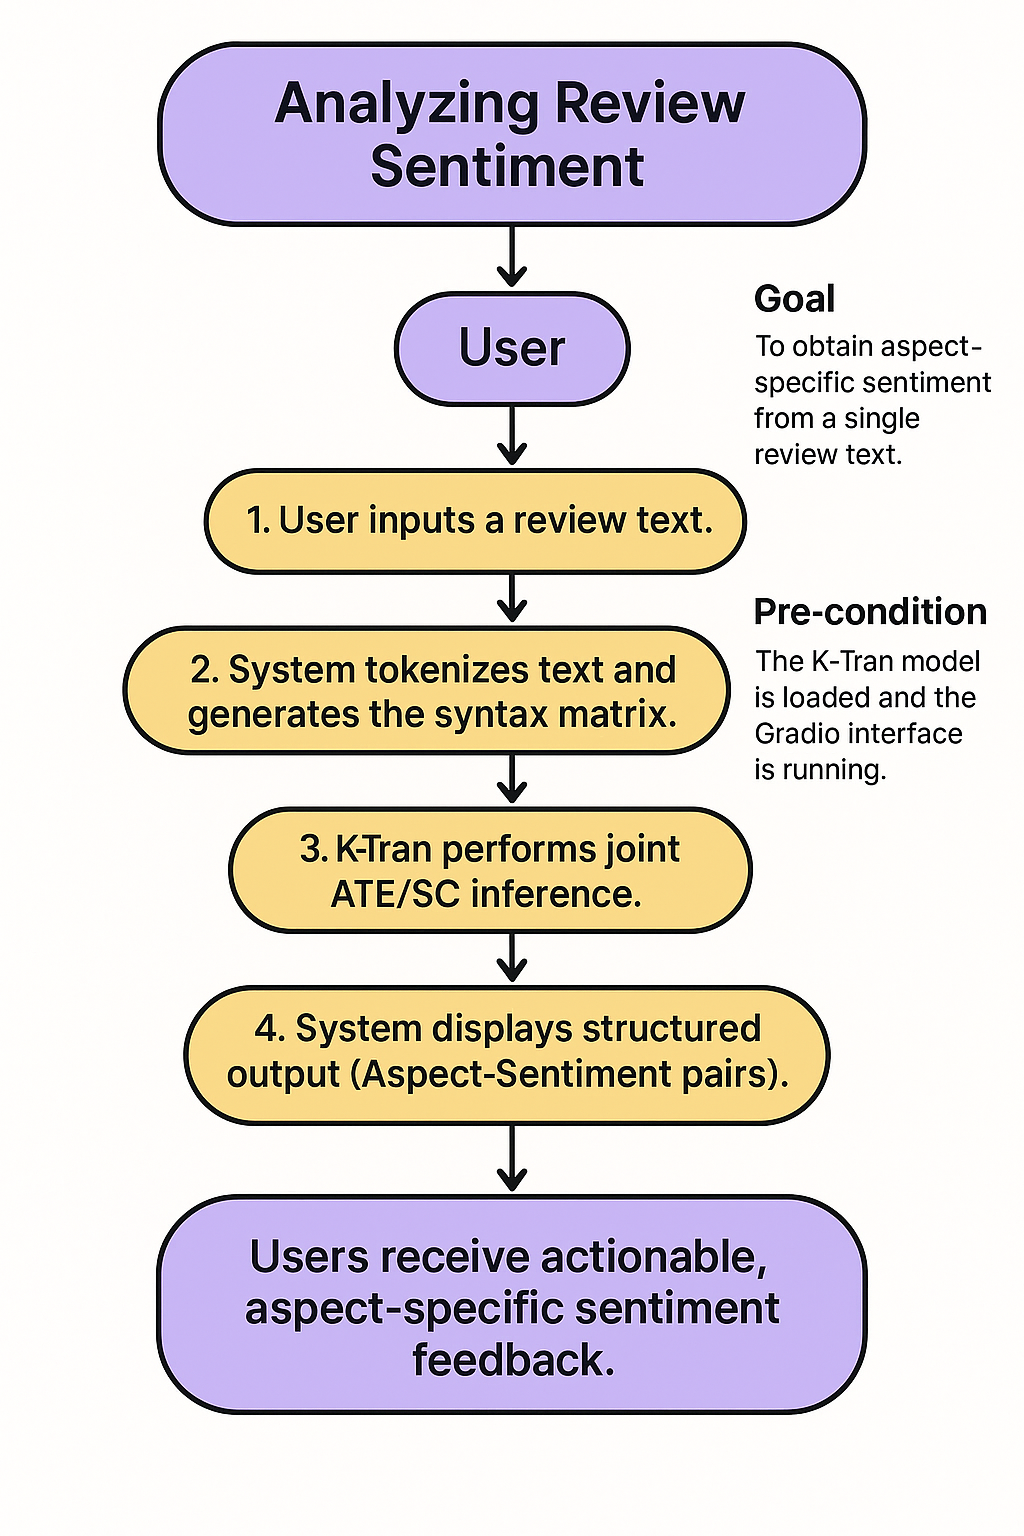 Analyzing Review
Sentiment
User
Goal
To obtain aspect-
specific sentiment
from a single
review text.
1. User inputs a review text.
Pre-condition
The K-Tran model
is loaded and the
Gradio interface
is running.
2. System tokenizes text and
generates the syntax matrix.
3. K-Tran performs joint
ATE/SC inference.
4. System displays structured
output (Aspect-Sentiment pairs).
Users receive actionable,
aspect-specific sentiment
feedback.